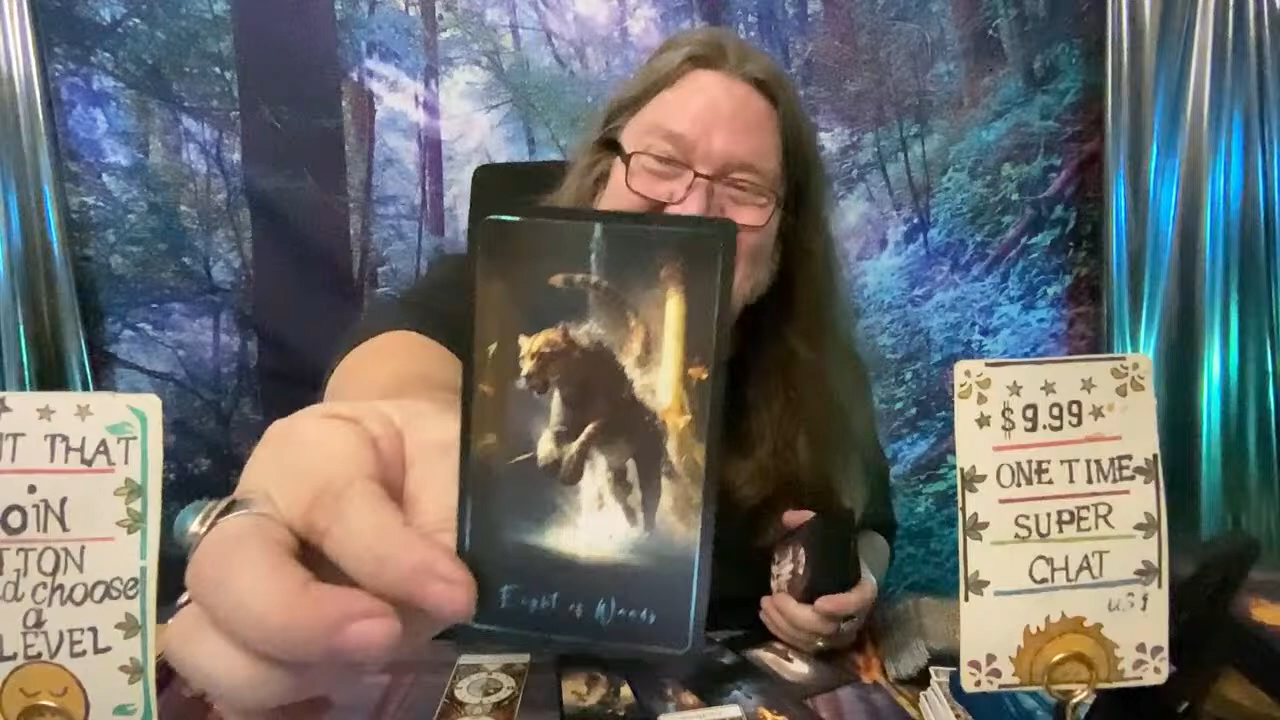 IT THAT
OiN
TTON
d choose
a
LEVEL
Eight of Wands
$9.99
ONE TIME
SUPER
CHAT
US$